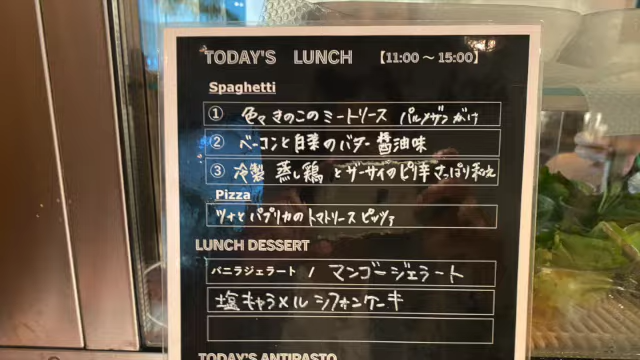 TODAY'S LUNCH 【11:00 ~ 15:00】
Spaghetti
① 色々きのこのミートソース パルメザンがけ
② ベーコンと白菜のバター醤油味
③ 冷製 蒸し鶏とザーサイのピリ辛さっぱり和え
Pizza
ツナとパプリカのトマトソースピッツァ
LUNCH DESSERT
バニラジェラート / マンゴージェラート
塩キャラメルシフォンケーキ
TODAY'S ANTIPASTO